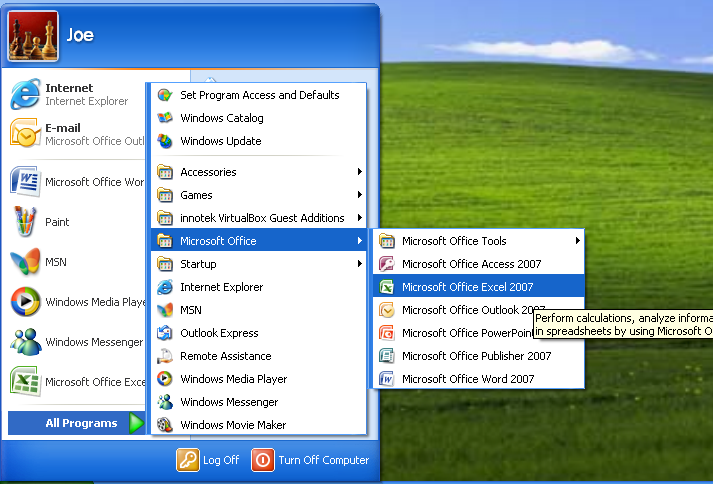 Joe
Internet
Internet Explorer
E-mail
Microsoft Office Outl
Microsoft Office Wor
Paint
MSN
Windows Media Playe
Windows Messenger
Microsoft Office Exce
All Programs
Set Program Access and Defaults
Windows Catalog
Windows Update
Accessories
Games
innotek VirtualBox Guest Additions
Microsoft Office
Startup
Internet Explorer
MSN
Outlook Express
Remote Assistance
Windows Media Player
Windows Messenger
Windows Movie Maker
Microsoft Office Tools
Microsoft Office Access 2007
Microsoft Office Excel 2007
Microsoft Office Outlook 2007
Microsoft Office PowerPoint
Microsoft Office Publisher 2007
Microsoft Office Word 2007
Perform calculations, analyze informa
in spreadsheets by using Microsoft O
Log Off
Turn Off Computer